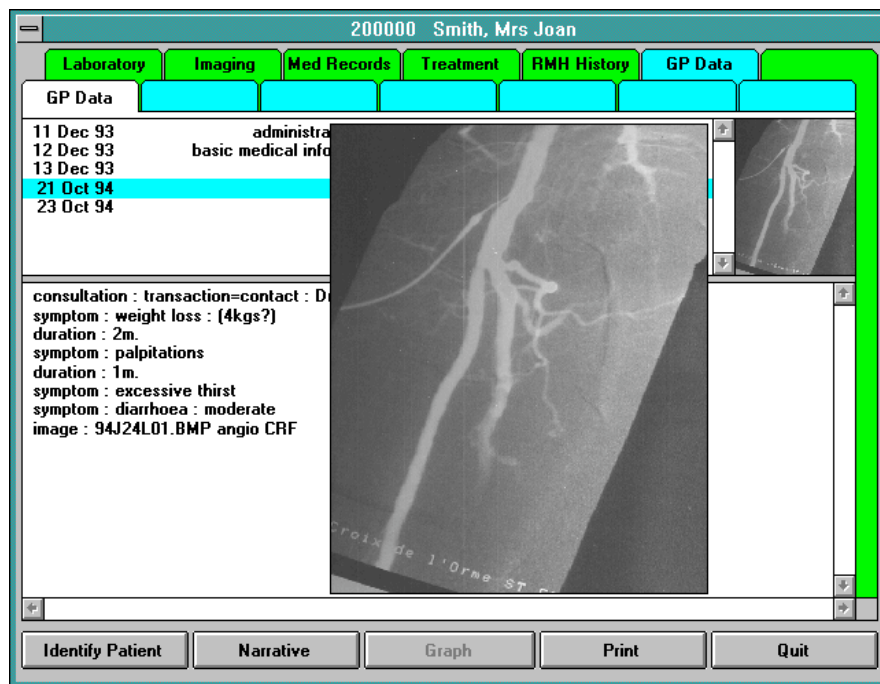 200000 Smith, Mrs Joan
Laboratory Imaging Med Records Treatment RMH History GP Data
GP Data
11 Dec 93 administra
12 Dec 93 basic medical info
13 Dec 93
21 Oct 94
23 Oct 94
consultation : transaction=contact : D
symptom : weight loss : (4kgs?)
duration : 2m.
symptom : palpitations
duration : 1m.
symptom : excessive thirst
symptom : diarrhoea : moderate
image : 94J24L01.BMP angio CRF
Croix de l'Orme ST
Identify Patient Narrative Graph Print Quit